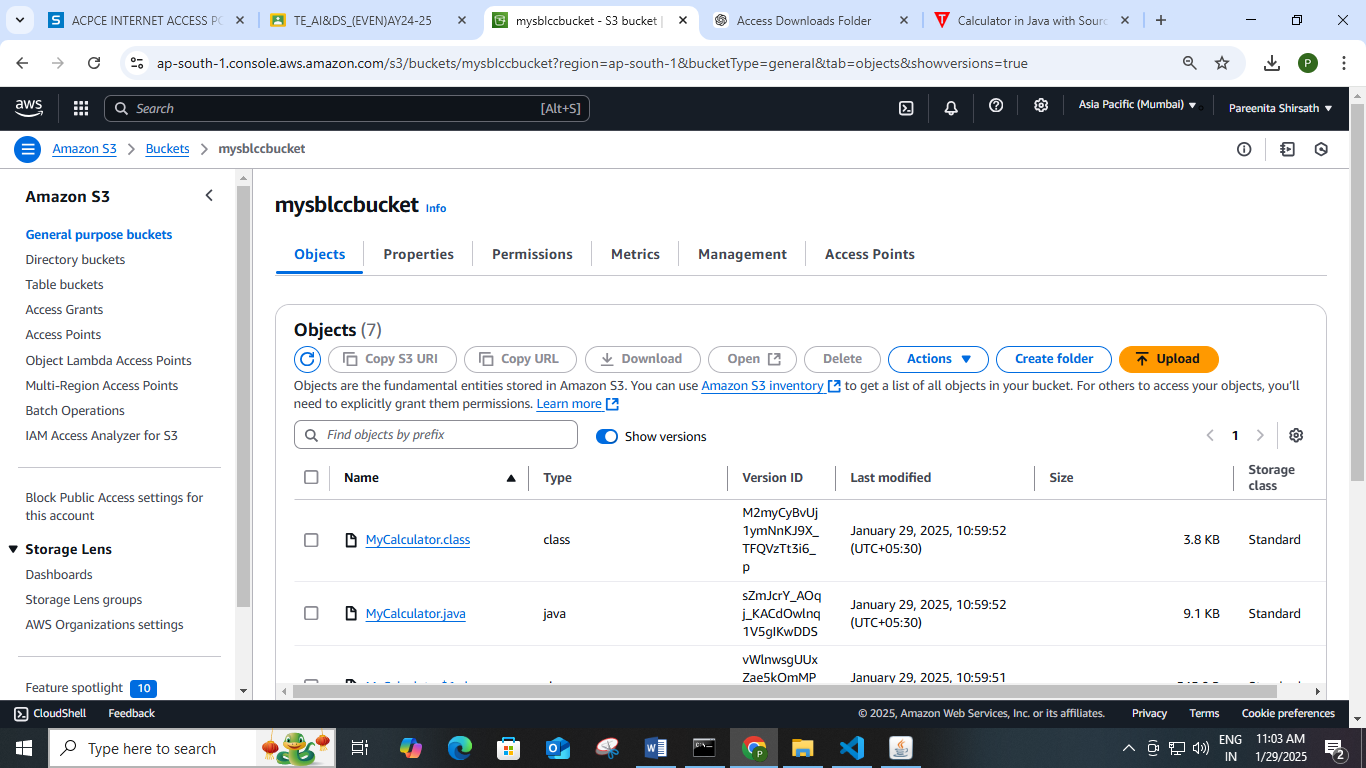 ACPCE INTERNET ACCESS PO
TE_AI&DS_(EVEN)AY24-25
mysblccbucket - S3 bucket |
Access Downloads Folder
Calculator in Java with Sourc
ap-south-1.console.aws.amazon.com/s3/buckets/mysblccbucket?region=ap-south-1&bucketType=general&tab=objects&showversions=true
P
aws
Search
[Alt+S]
Asia Pacific (Mumbai)
Pareenita Shirsath
Amazon S3
Buckets
mysblccbucket
Amazon S3
General purpose buckets
Directory buckets
Table buckets
Access Grants
Access Points
Object Lambda Access Points
Multi-Region Access Points
Batch Operations
IAM Access Analyzer for S3
Block Public Access settings for
this account
Storage Lens
Dashboards
Storage Lens groups
AWS Organizations settings
Feature spotlight 10
mysblccbucket Info
Objects
Properties
Permissions
Metrics
Management
Access Points
Objects (7)
Copy S3 URI
Copy URL
Download
Open
Delete
Actions
Create folder
Upload
Objects are the fundamental entities stored in Amazon S3. You can use Amazon S3 inventory to get a list of all objects in your bucket. For others to access your objects, you'll
need to explicitly grant them permissions. Learn more
Find objects by prefix
Show versions
1
Name
Type
Version ID
Last modified
Size
Storage
class
MyCalculator.class
class
M2myCyBvUj
1ymNnKJ9X_
TFQVzTt3i6_
p
January 29, 2025, 10:59:52
(UTC+05:30)
3.8 KB
Standard
MyCalculator.java
java
sZmJcrY_AOq
j_KACdOwlnq
1V5gIKwDDS
January 29, 2025, 10:59:52
(UTC+05:30)
9.1 KB
Standard
vWlnwsgUUx
Zae5kOmMP
January 29, 2025, 10:59:51
CloudShell
Feedback
© 2025, Amazon Web Services, Inc. or its affiliates.
Privacy
Terms
Cookie preferences
Type here to search
ENG
IN
11:03 AM
1/29/2025
2